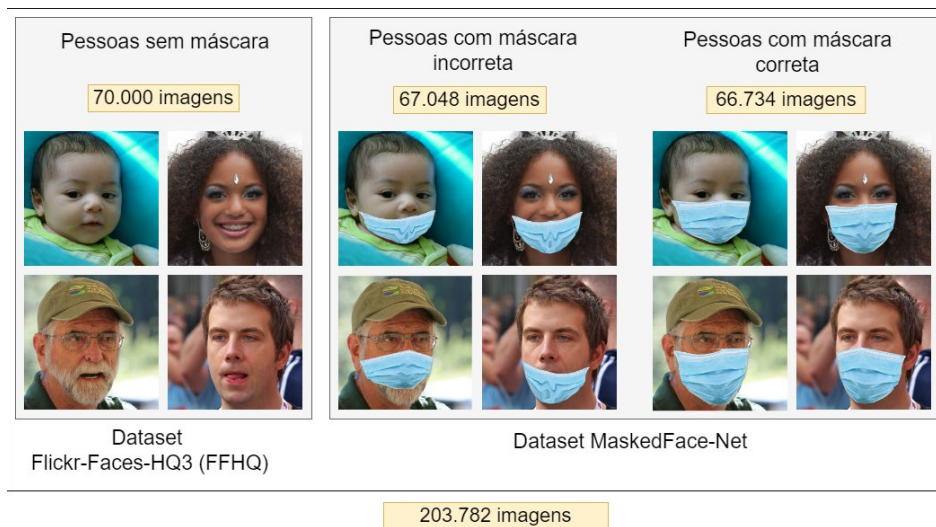 Pessoas sem máscara
70.000 imagens
Pessoas com máscara
incorreta
67.048 imagens
Pessoas com máscara
correta
66.734 imagens
Dataset
Flickr-Faces-HQ3 (FFHQ)
Dataset MaskedFace-Net
203.782 imagens